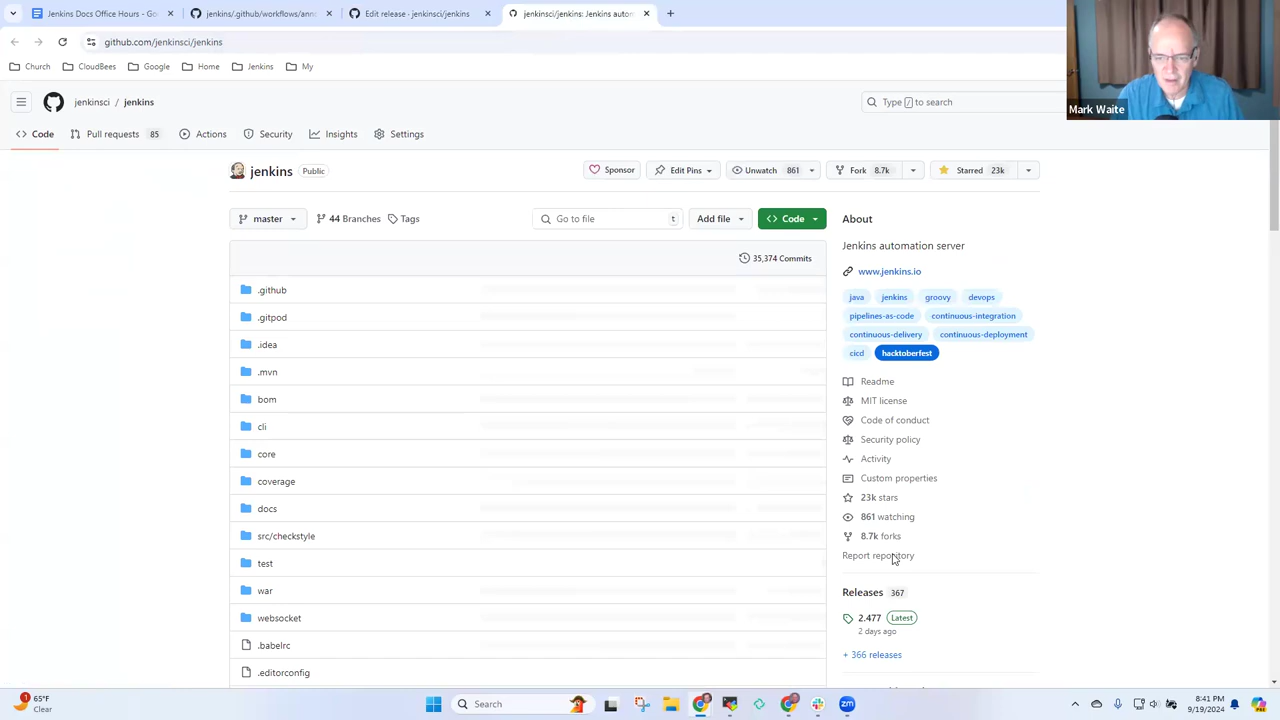 Jenkins Docs Office Hours - Go
jenkins/.github/workflows/anno
Edit release · jenkinsci/jenkins
jenkinsci/jenkins: Jenkins autom
github.com/jenkinsci/jenkins
Church
CloudBees
Google
Home
Jenkins
My
Mark Waite
jenkinsci / jenkins
Type / to search
Code
Pull requests 85
Actions
Security
Insights
Settings
jenkins Public
Sponsor
Edit Pins
Unwatch 861
Fork 8.7k
Starred 23k
master
44 Branches
Tags
Go to file t
Add file
Code
35,374 Commits
.github
.gitpod
.idea
.mvn
bom
cli
core
coverage
docs
src/checkstyle
test
war
websocket
.babelrc
.editorconfig
About
Jenkins automation server
www.jenkins.io
java jenkins groovy devops
pipelines-as-code continuous-integration
continuous-delivery continuous-deployment
cicd hacktoberfest
Readme
MIT license
Code of conduct
Security policy
Activity
Custom properties
23k stars
861 watching
8.7k forks
Report repository
Releases 367
2.477 Latest
2 days ago
+ 366 releases
1
65°F
Clear
Search
zm
8:41 PM
9/19/2024